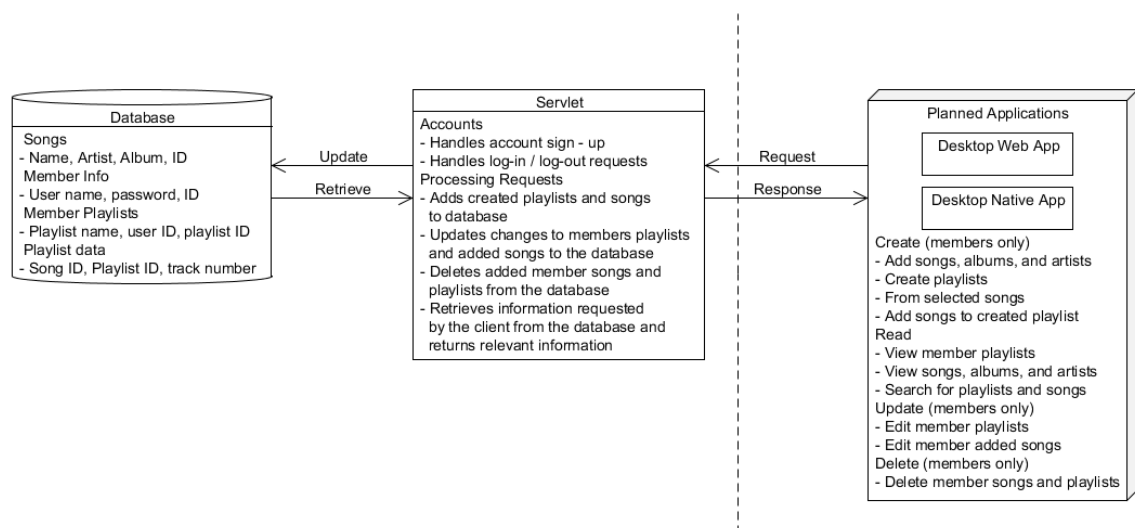 Database
Songs
- Name, Artist, Album, ID
Member Info
- User name, password, ID
Member Playlists
- Playlist name, user ID, playlist ID
Playlist data
- Song ID, Playlist ID, track number
Update
Retrieve
Servlet
Accounts
- Handles account sign - up
- Handles log-in / log-out requests
Processing Requests
- Adds created playlists and songs
to database
- Updates changes to members playlists
and added songs to the database
- Deletes added member songs and
playlists from the database
- Retrieves information requested
by the client from the database and
returns relevant information
Request
Response
Planned Applications
Desktop Web App
Desktop Native App
Create (members only)
- Add songs, albums, and artists
- Create playlists
- From selected songs
- Add songs to created playlist
Read
- View member playlists
- View songs, albums, and artists
- Search for playlists and songs
Update (members only)
- Edit member playlists
- Edit member added songs
Delete (members only)
- Delete member songs and playlists